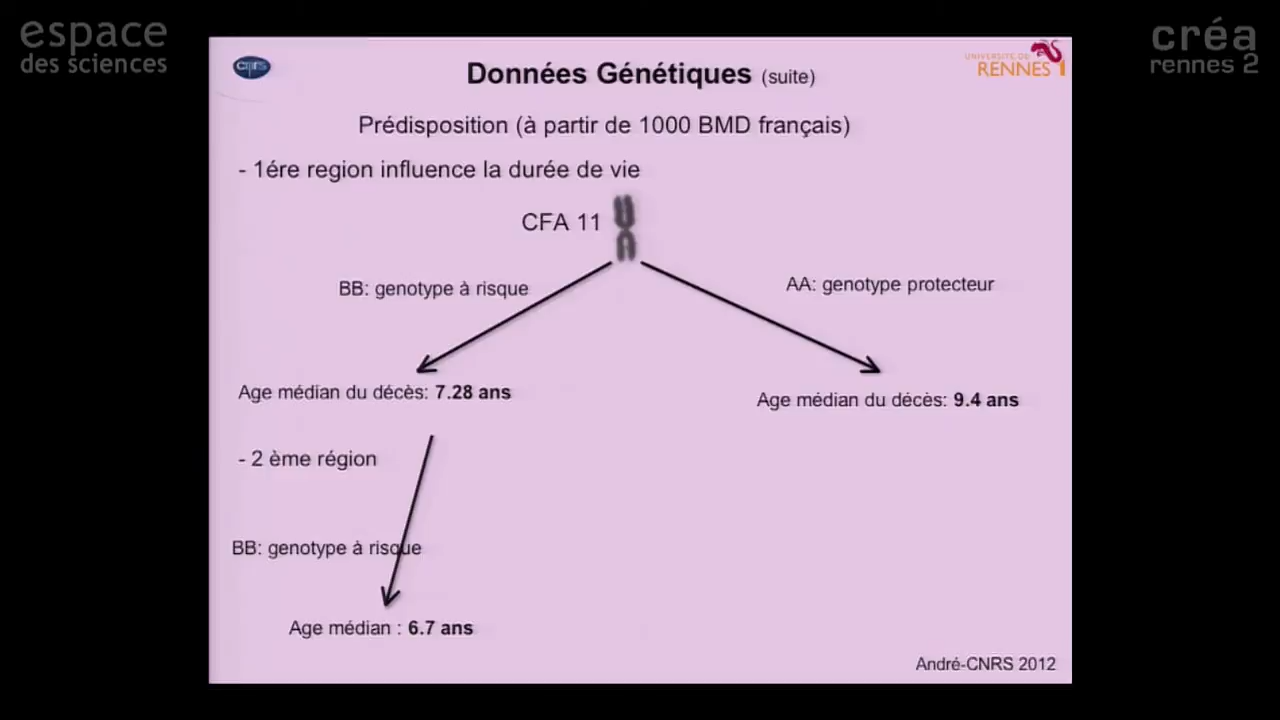 espace
des sciences
créa
rennes 2
cnrs
UNIVERSITÉ DE
RENNES 1
Données Génétiques (suite)
Prédisposition (à partir de 1000 BMD français)
- 1ére region influence la durée de vie
CFA 11
BB: genotype à risque
AA: genotype protecteur
Age médian du décès: 7.28 ans
Age médian du décès: 9.4 ans
- 2 ème région
BB: genotype à risque
Age médian : 6.7 ans
André-CNRS 2012